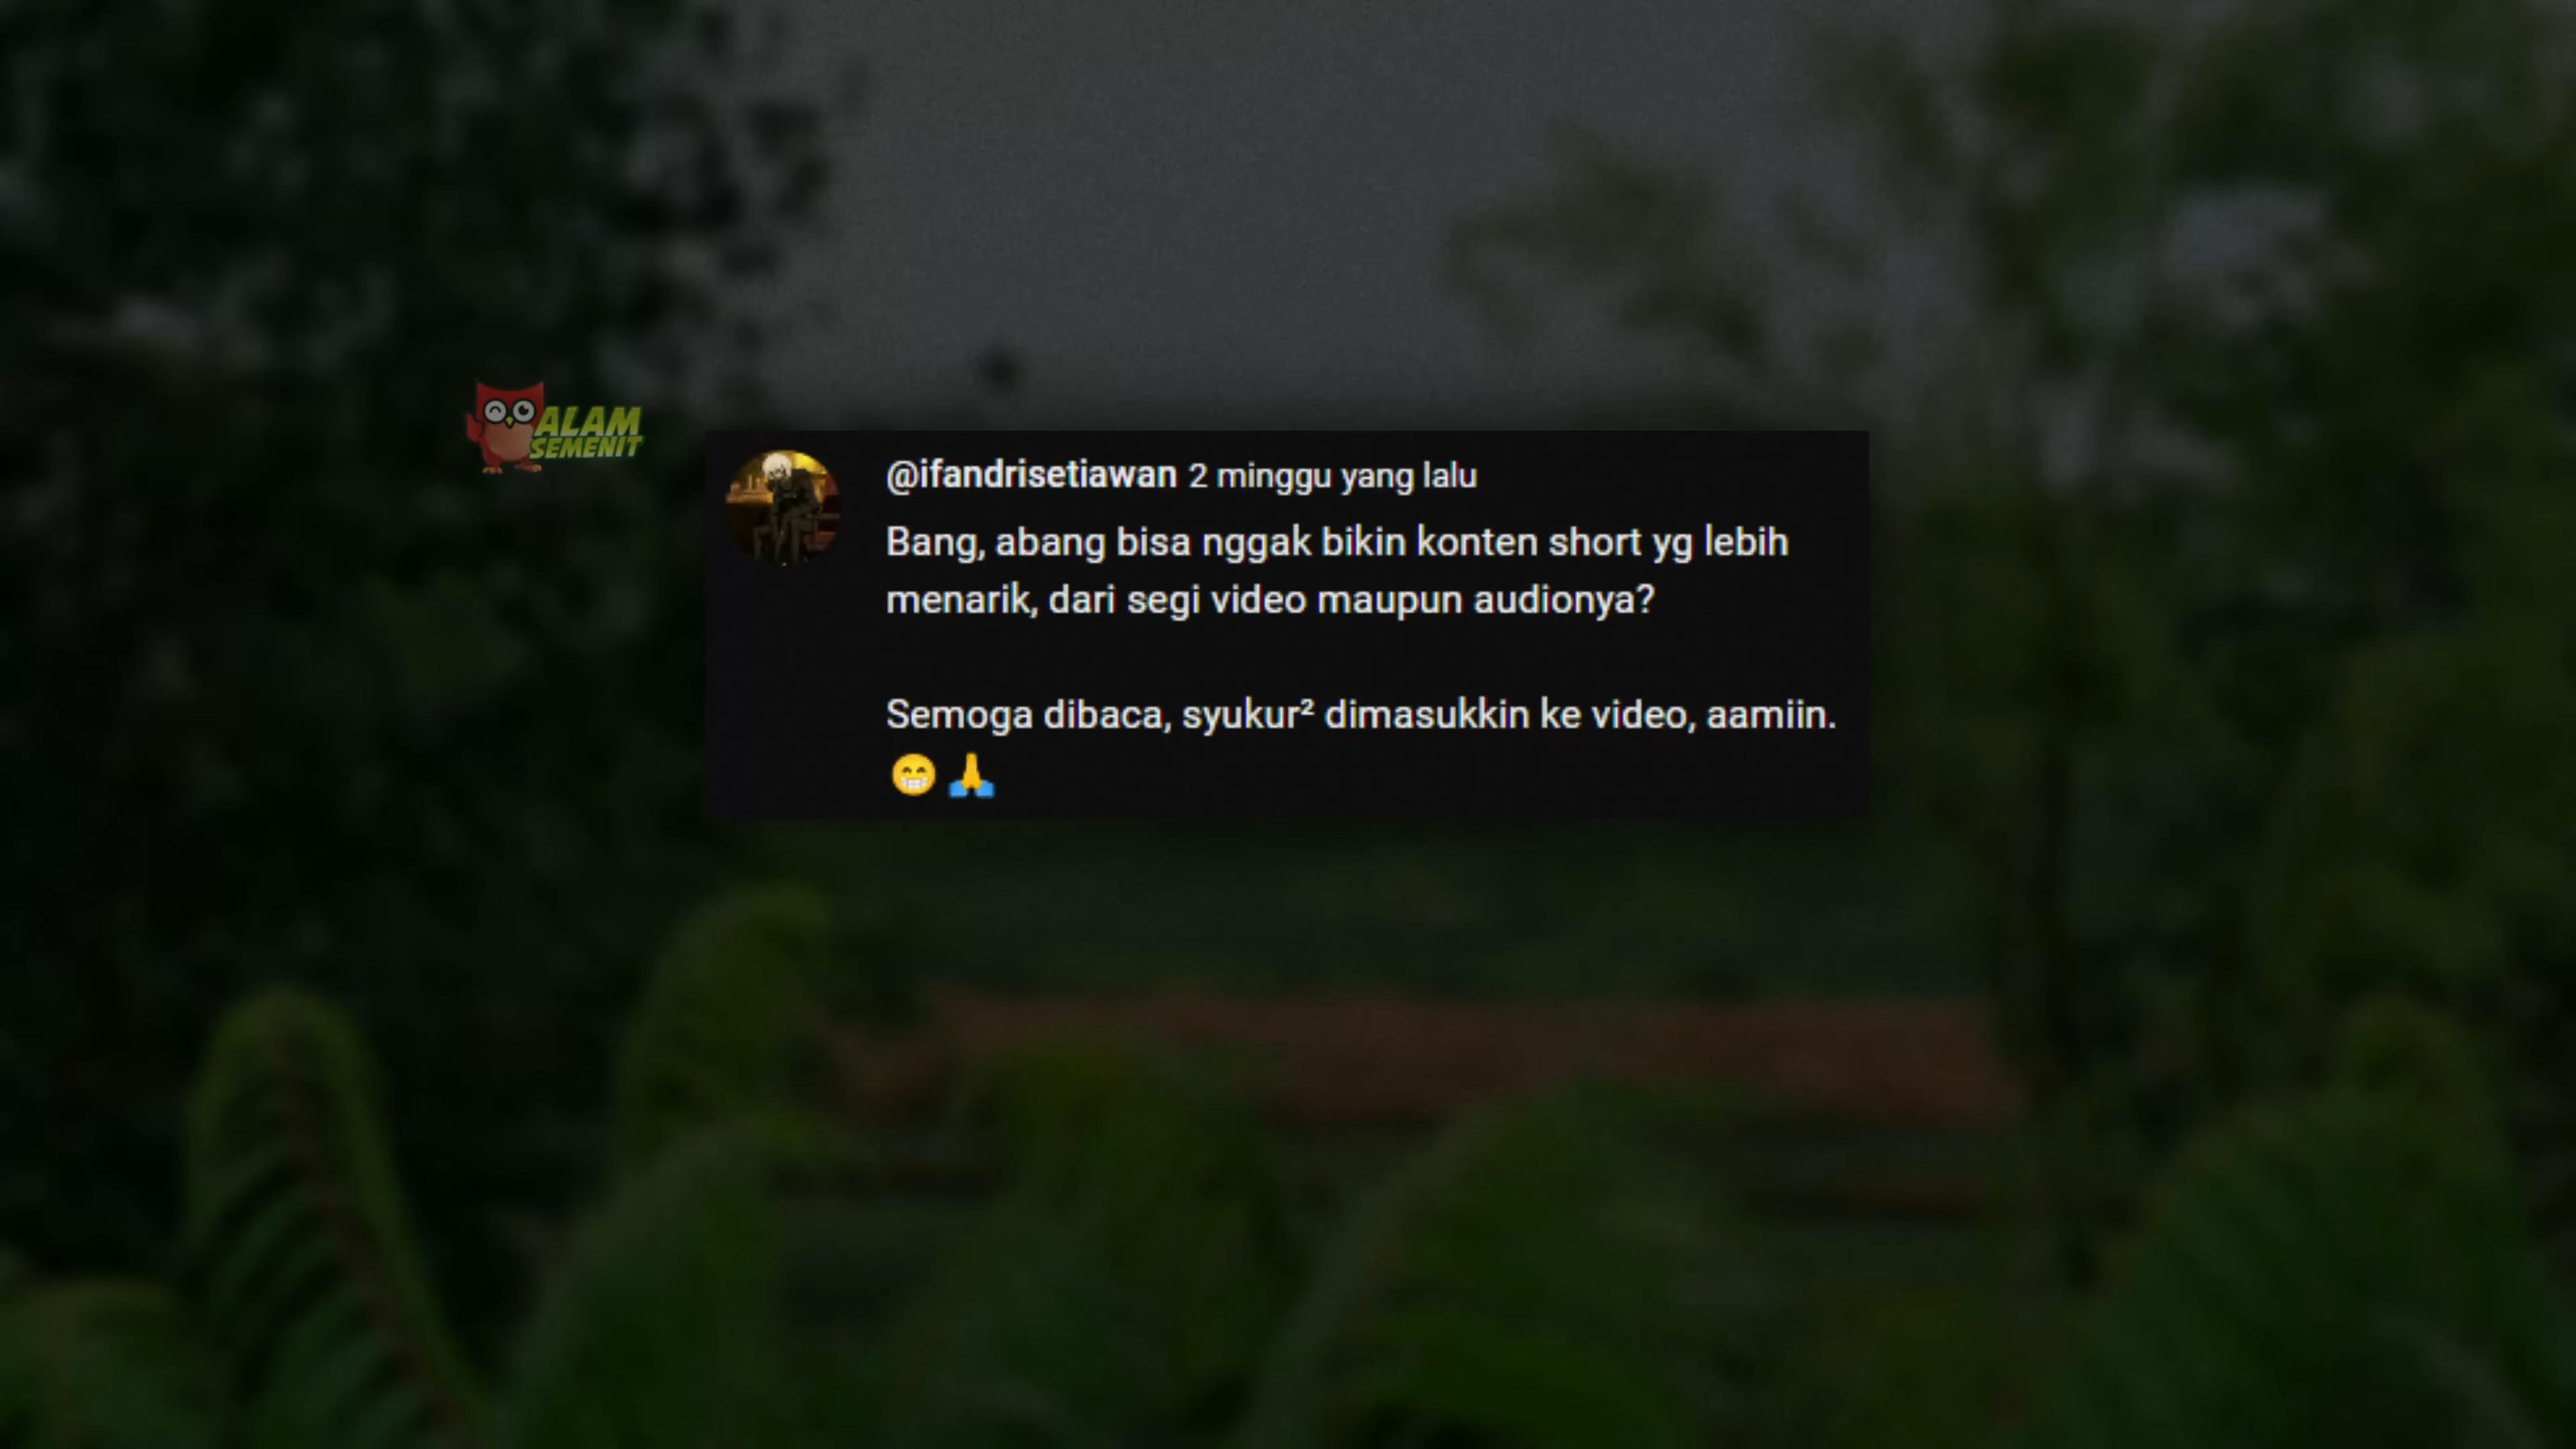 ALAM
SEMENIT
@ifandrisetiawan 2 minggu yang lalu
Bang, abang bisa nggak bikin konten short yg lebih
menarik, dari segi video maupun audionya?
Semoga dibaca, syukur² dimasukkin ke video, aamiin.
😁🙏